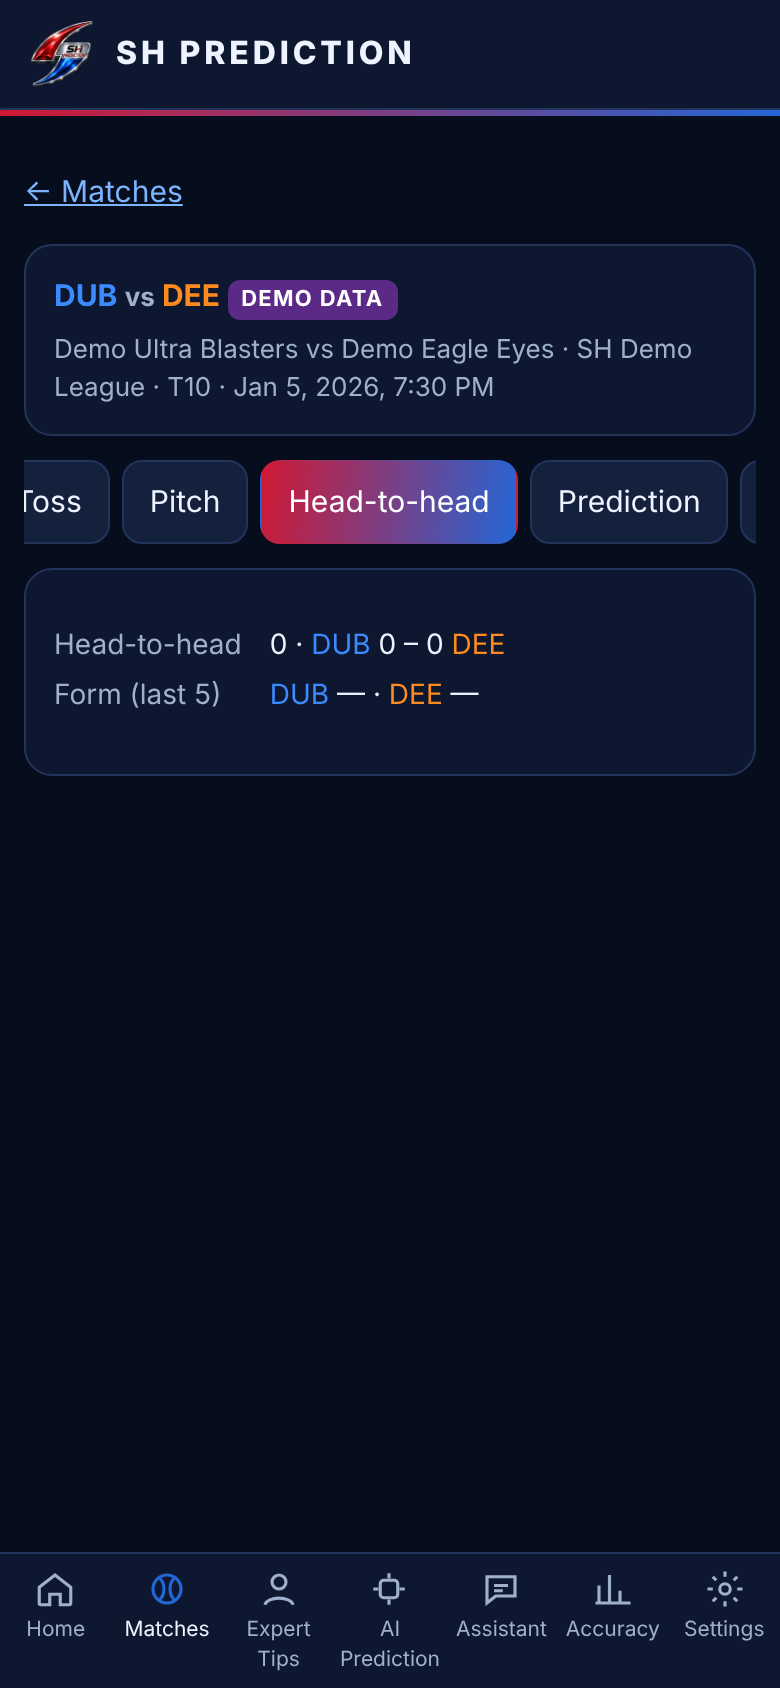 SH
SH PREDICTION
← Matches
DUB vs DEE DEMO DATA
Demo Ultra Blasters vs Demo Eagle Eyes · SH Demo
League · T10 · Jan 5, 2026, 7:30 PM
Toss Pitch Head-to-head Prediction
Head-to-head 0 · DUB 0 – 0 DEE
Form (last 5) DUB — · DEE —
Home Matches Expert Tips AI Prediction Assistant Accuracy Settings